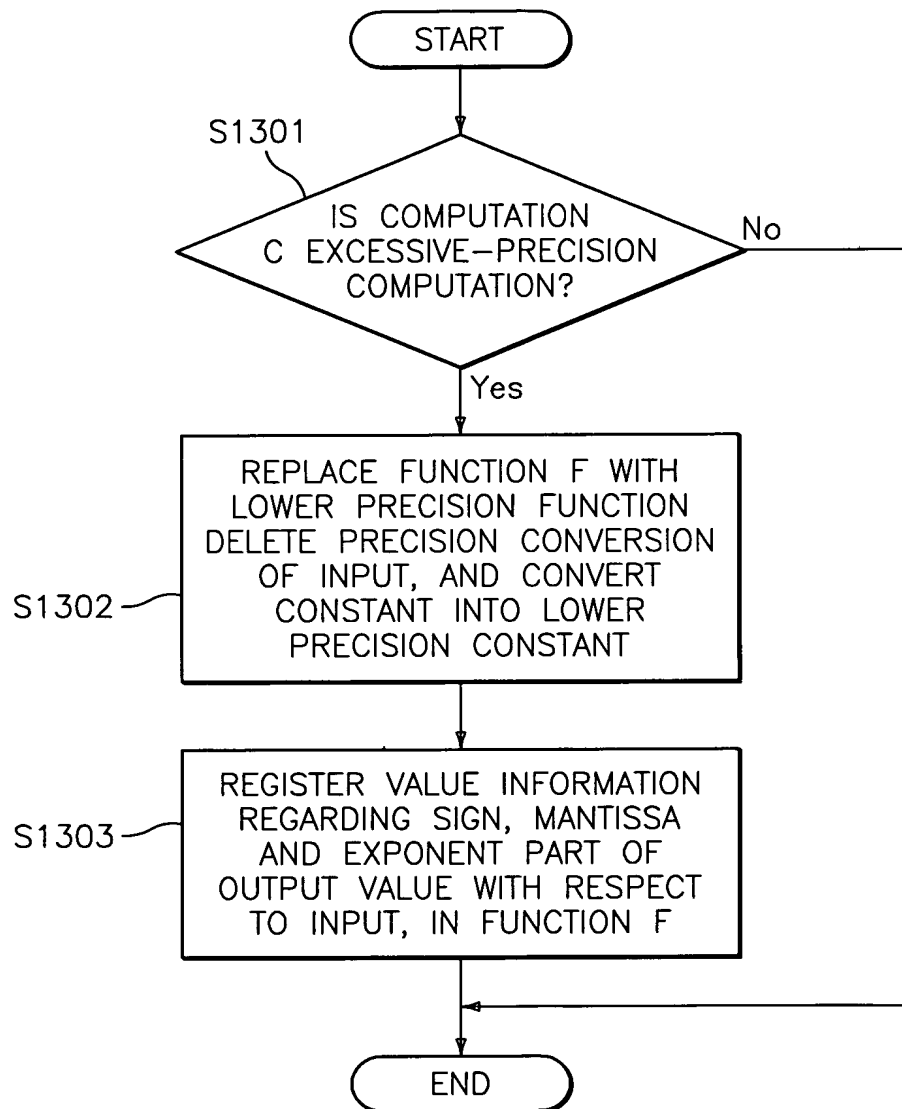 START
S1301
IS COMPUTATION
C EXCESSIVE-PRECISION
COMPUTATION?
No
Yes
REPLACE FUNCTION F WITH
LOWER PRECISION FUNCTION
DELETE PRECISION CONVERSION
OF INPUT, AND CONVERT
CONSTANT INTO LOWER
PRECISION CONSTANT
S1302
REGISTER VALUE INFORMATION
REGARDING SIGN, MANTISSA
AND EXPONENT PART OF
OUTPUT VALUE WITH RESPECT
TO INPUT, IN FUNCTION F
S1303
END